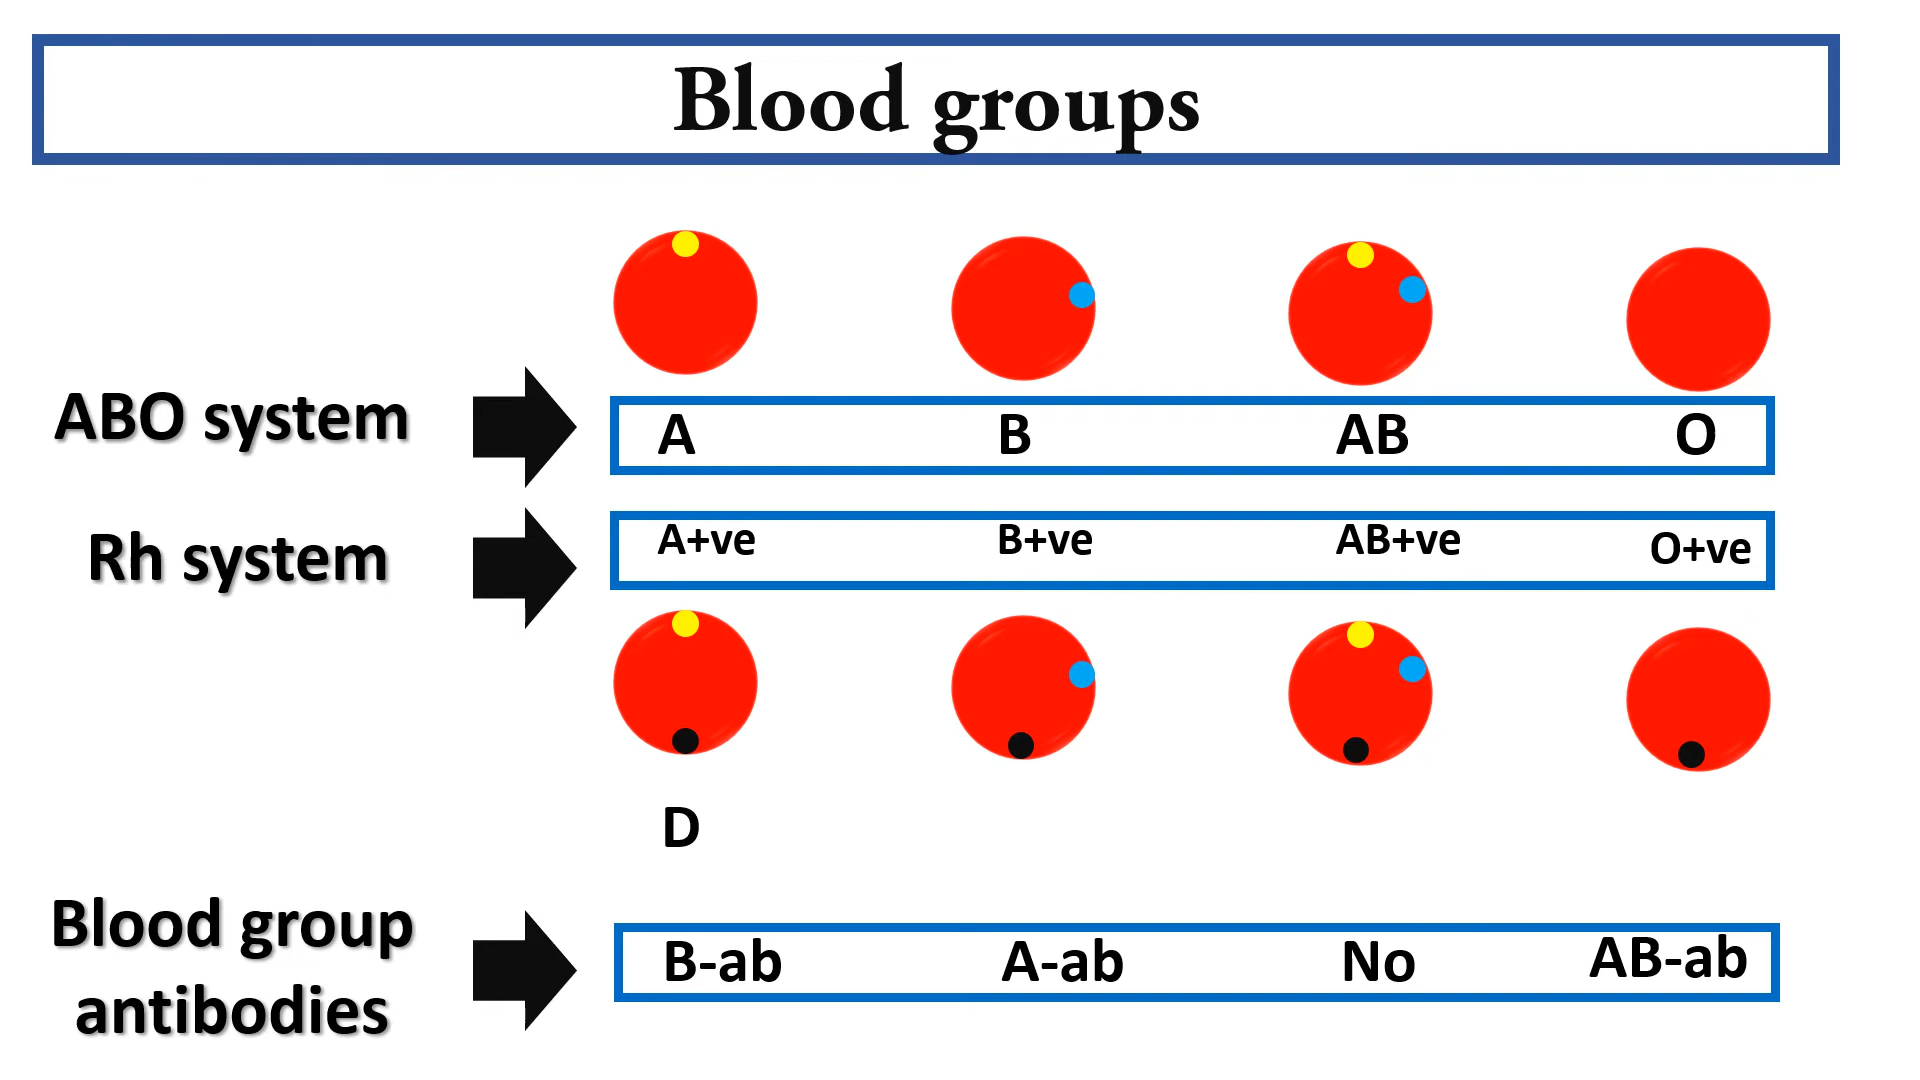 Blood groups
ABO system
A B AB O
Rh system
A+ve B+ve AB+ve O+ve
D
Blood group
antibodies
B-ab A-ab No AB-ab